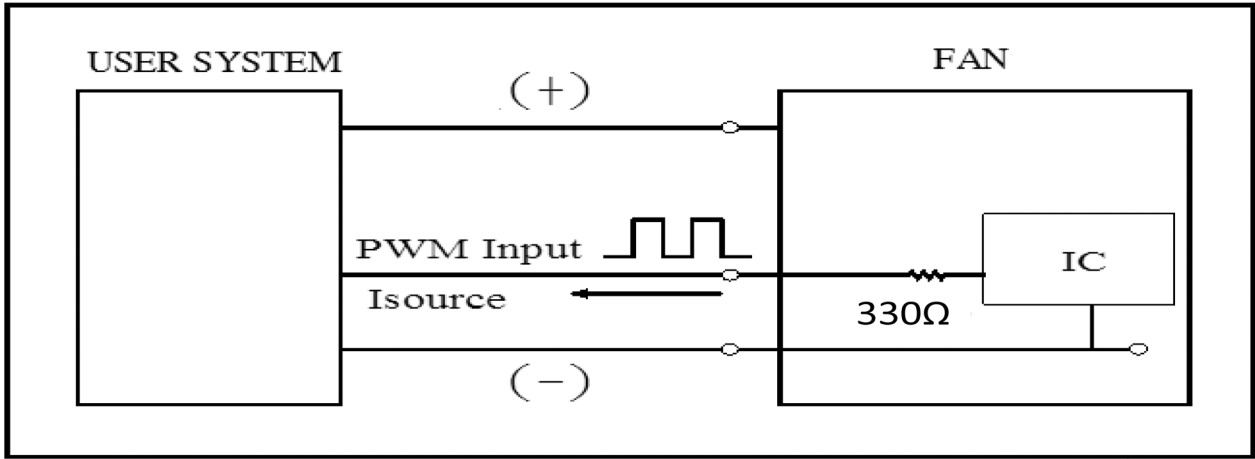 USER SYSTEM
FAN
(+)
PWM Input
IC
Isource
330Ω
(−)